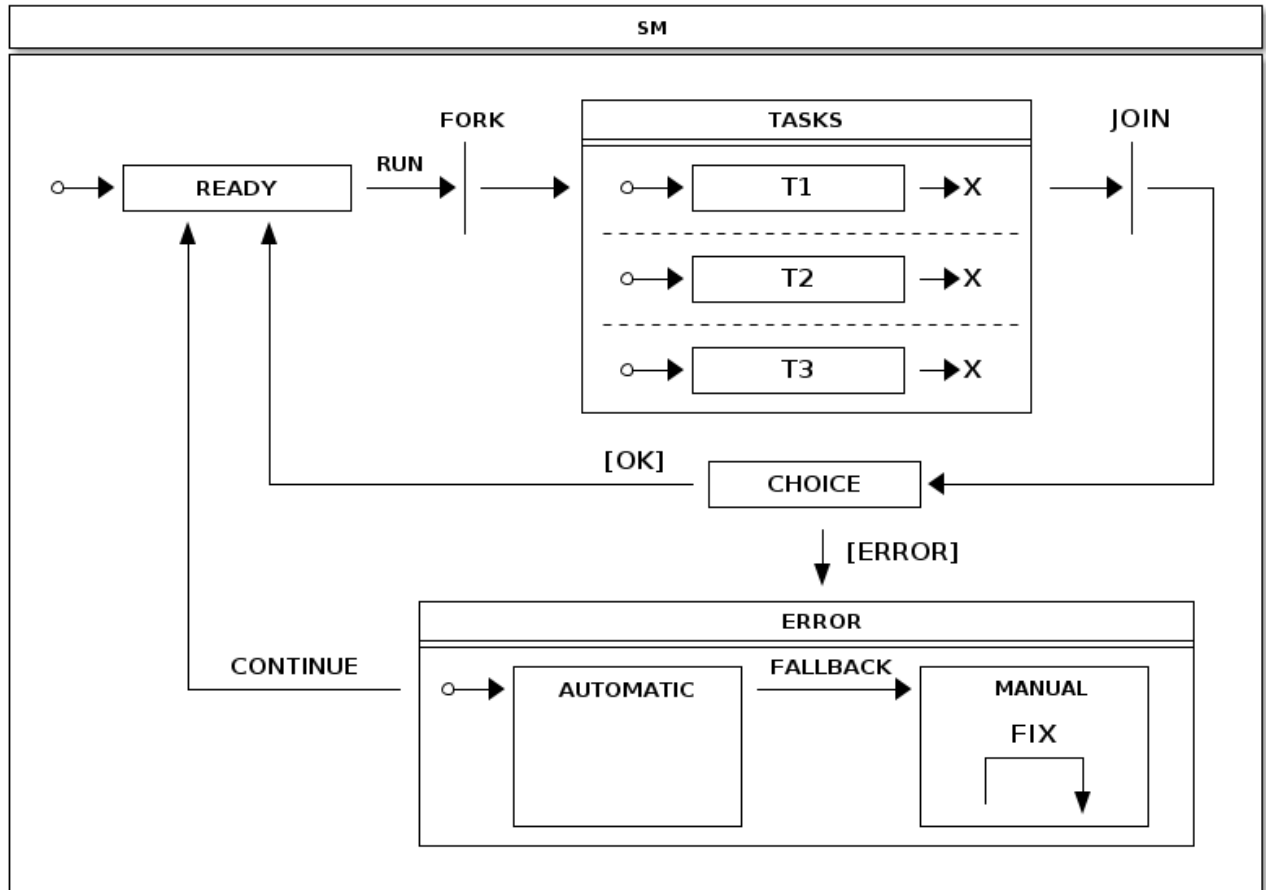 SM
FORK
TASKS
JOIN
RUN
READY
T1
X
T2
X
T3
X
[OK]
CHOICE
[ERROR]
ERROR
CONTINUE
FALLBACK
AUTOMATIC
MANUAL
FIX